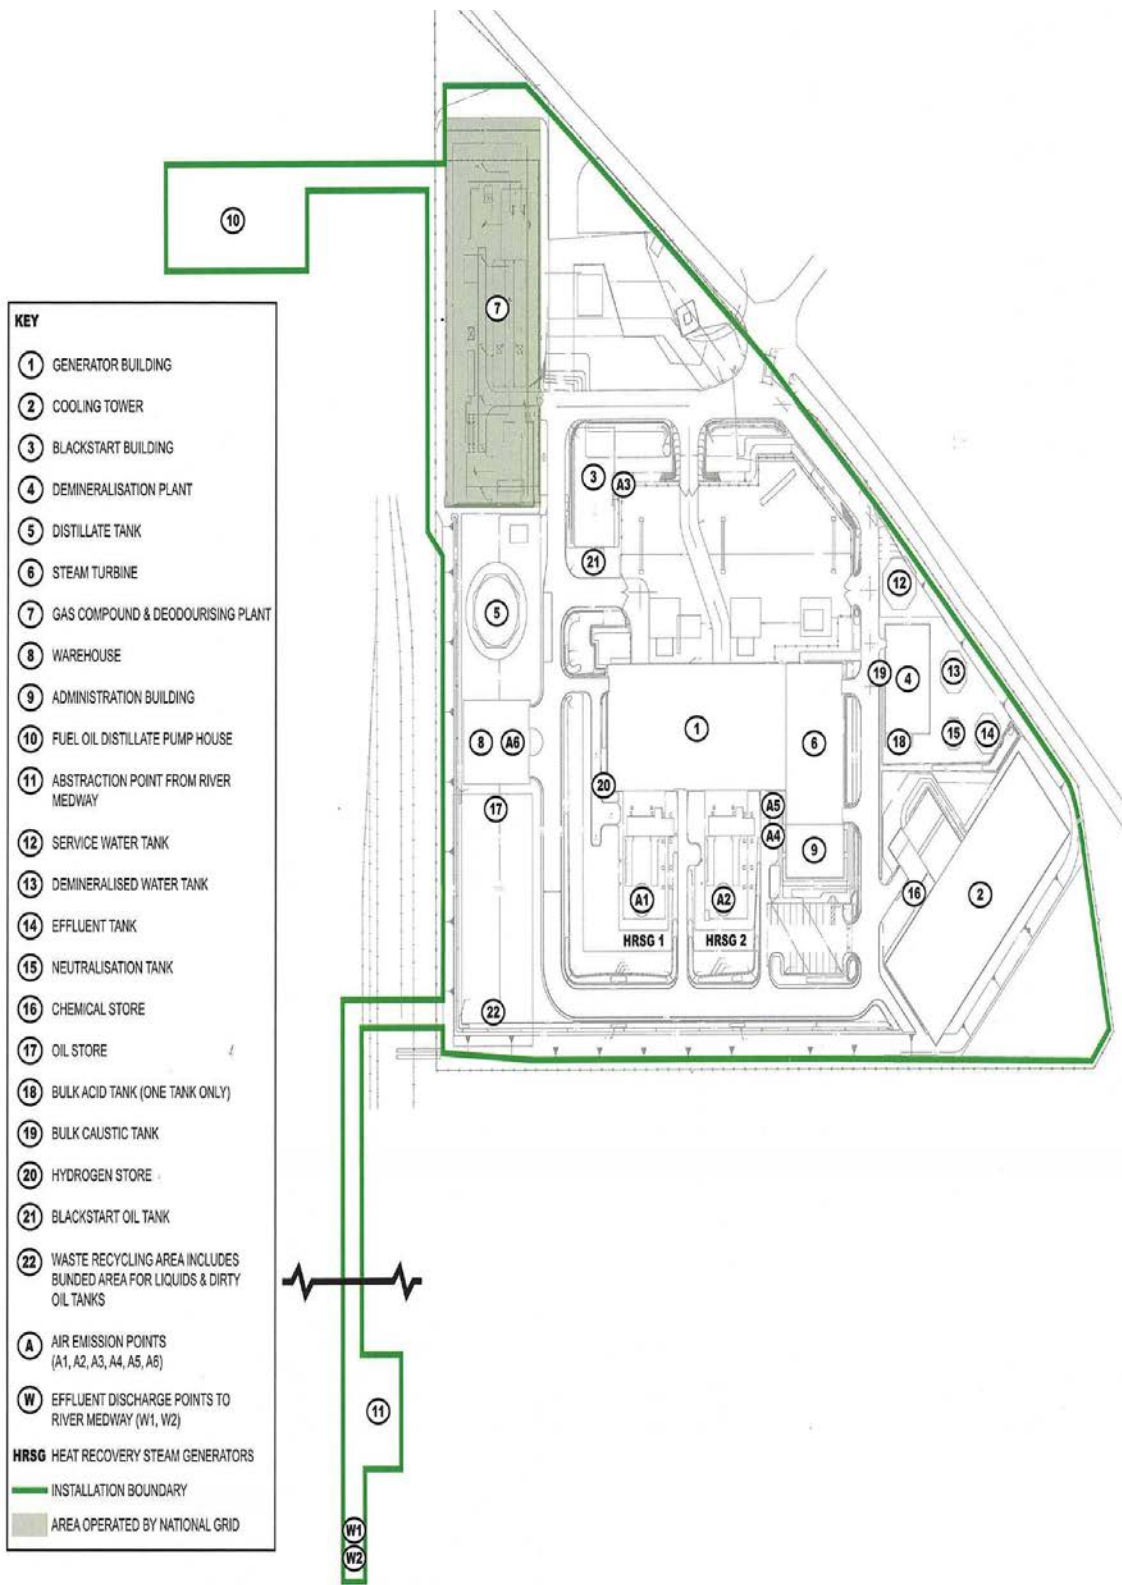 KEY
1 GENERATOR BUILDING
2 COOLING TOWER
3 BLACKSTART BUILDING
4 DEMINERALISATION PLANT
5 DISTILLATE TANK
6 STEAM TURBINE
7 GAS COMPOUND & DEODOURISING PLANT
8 WAREHOUSE
9 ADMINISTRATION BUILDING
10 FUEL OIL DISTILLATE PUMP HOUSE
11 ABSTRACTION POINT FROM RIVER
MEDWAY
12 SERVICE WATER TANK
13 DEMINERALISED WATER TANK
14 EFFLUENT TANK
15 NEUTRALISATION TANK
16 CHEMICAL STORE
17 OIL STORE
18 BULK ACID TANK (ONE TANK ONLY)
19 BULK CAUSTIC TANK
20 HYDROGEN STORE
21 BLACKSTART OIL TANK
22 WASTE RECYCLING AREA INCLUDES
BUNDED AREA FOR LIQUIDS & DIRTY
OIL TANKS
A AIR EMISSION POINTS
(A1, A2, A3, A4, A5, A6)
W EFFLUENT DISCHARGE POINTS TO
RIVER MEDWAY (W1, W2)
HRSG HEAT RECOVERY STEAM GENERATORS
INSTALLATION BOUNDARY
AREA OPERATED BY NATIONAL GRID
10
7
3
A3
21
12
5
19
4
13
8
A6
1
6
18
15
14
20
17
A5
A4
9
A1
A2
16
2
HRSG 1
HRSG 2
22
11
W1
W2